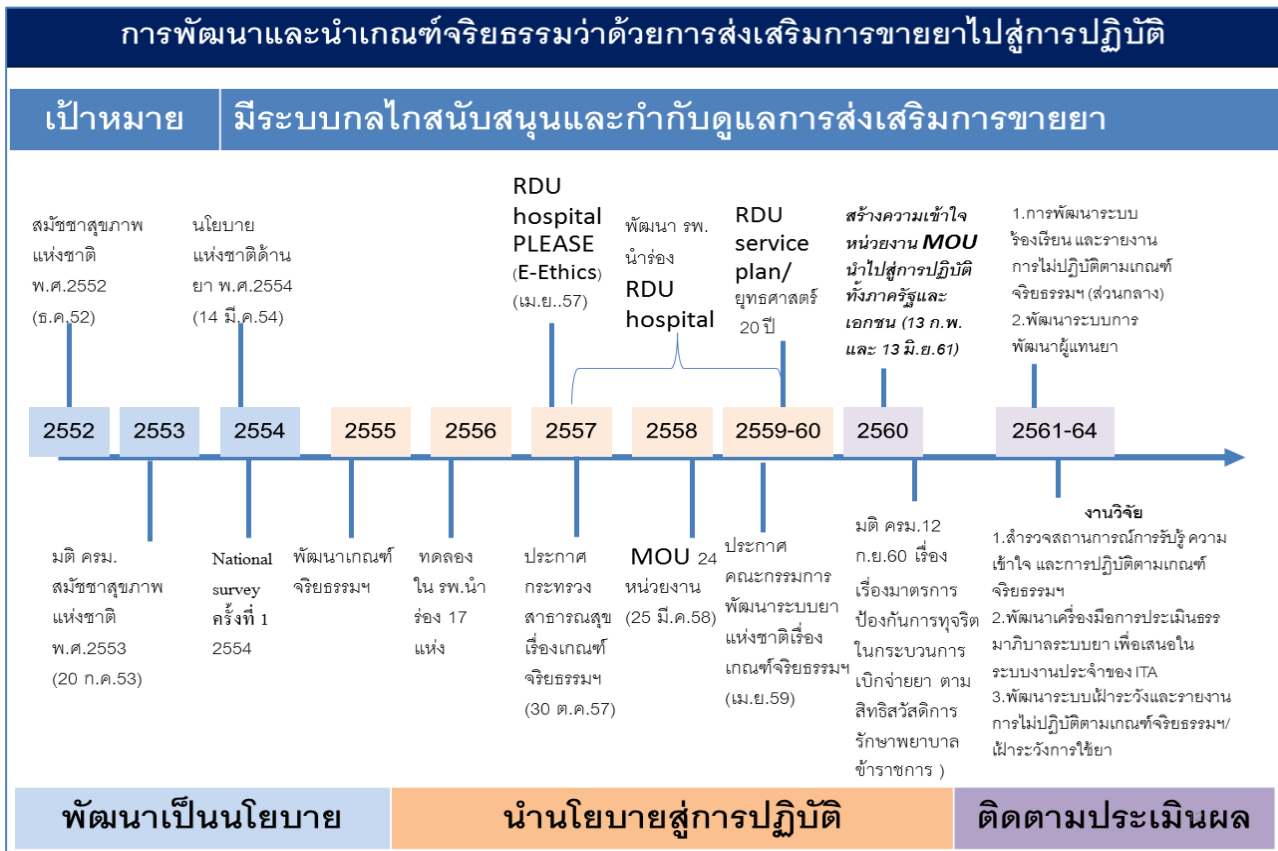 การพัฒนาและนำเกณฑ์จริยธรรมว่าด้วยการส่งเสริมการขายยาไปสู่การปฏิบัติ
เป้าหมาย
มีระบบกลไกสนับสนุนและกำกับดูแลการส่งเสริมการขายยา
สมัชชาสุขภาพ
แห่งชาติ
พ.ศ.2552
(ธ.ค.52)
นโยบาย
แห่งชาติด้าน
ยา พ.ศ.2554
(14 มี.ค.54)
RDU
hospital
PLEASE
(E-Ethics)
(เม.ย..57)
พัฒนา รพ.
นำร่อง
RDU
hospital
RDU
service
plan/
ยุทธศาสตร์
20 ปี
สร้างความเข้าใจ
หน่วยงาน MOU
นำไปสู่การปฏิบัติ
ทั้งภาครัฐและ
เอกชน (13 ก.พ.
และ 13 มิ.ย.61)
1.การพัฒนาระบบ
ร้องเรียน และรายงาน
การไม่ปฏิบัติตามเกณฑ์
จริยธรรมฯ (ส่วนกลาง)
2.พัฒนาระบบการ
พัฒนาผู้แทนยา
2552
2553
2554
2555
2556
2557
2558
2559-60
2560
2561-64
มติ ครม.
สมัชชาสุขภาพ
แห่งชาติ
พ.ศ.2553
(20 ก.ค.53)
National
survey
ครั้งที่ 1
2554
พัฒนาเกณฑ์
จริยธรรมฯ
ทดลอง
ใน รพ.นำ
ร่อง 17
แห่ง
ประกาศ
กระทรวง
สาธารณสุข
เรื่องเกณฑ์
จริยธรรมฯ
(30 ต.ค.57)
MOU 24
หน่วยงาน
(25 มี.ค.58)
ประกาศ
คณะกรรมการ
พัฒนาระบบยา
แห่งชาติเรื่อง
เกณฑ์จริยธรรมฯ
(เม.ย.59)
มติ ครม.12
ก.ย.60 เรื่อง
เรื่องมาตรการ
ป้องกันการทุจริต
ในกระบวนการ
เบิกจ่ายยา ตาม
สิทธิสวัสดิการ
รักษาพยาบาล
ข้าราชการ )
งานวิจัย
1.สำรวจสถานการณ์การรับรู้ ความ
เข้าใจ และการปฏิบัติตามเกณฑ์
จริยธรรมฯ
2.พัฒนาเครื่องมือการประเมินธรร
มาภิบาลระบบยา เพื่อเสนอใน
ระบบงานประจำของ ITA
3.พัฒนาระบบเฝ้าระวังและรายงาน
การไม่ปฏิบัติตามเกณฑ์จริยธรรมฯ/
เฝ้าระวังการใช้ยา
พัฒนาเป็นนโยบาย
นำนโยบายสู่การปฏิบัติ
ติดตามประเมินผล